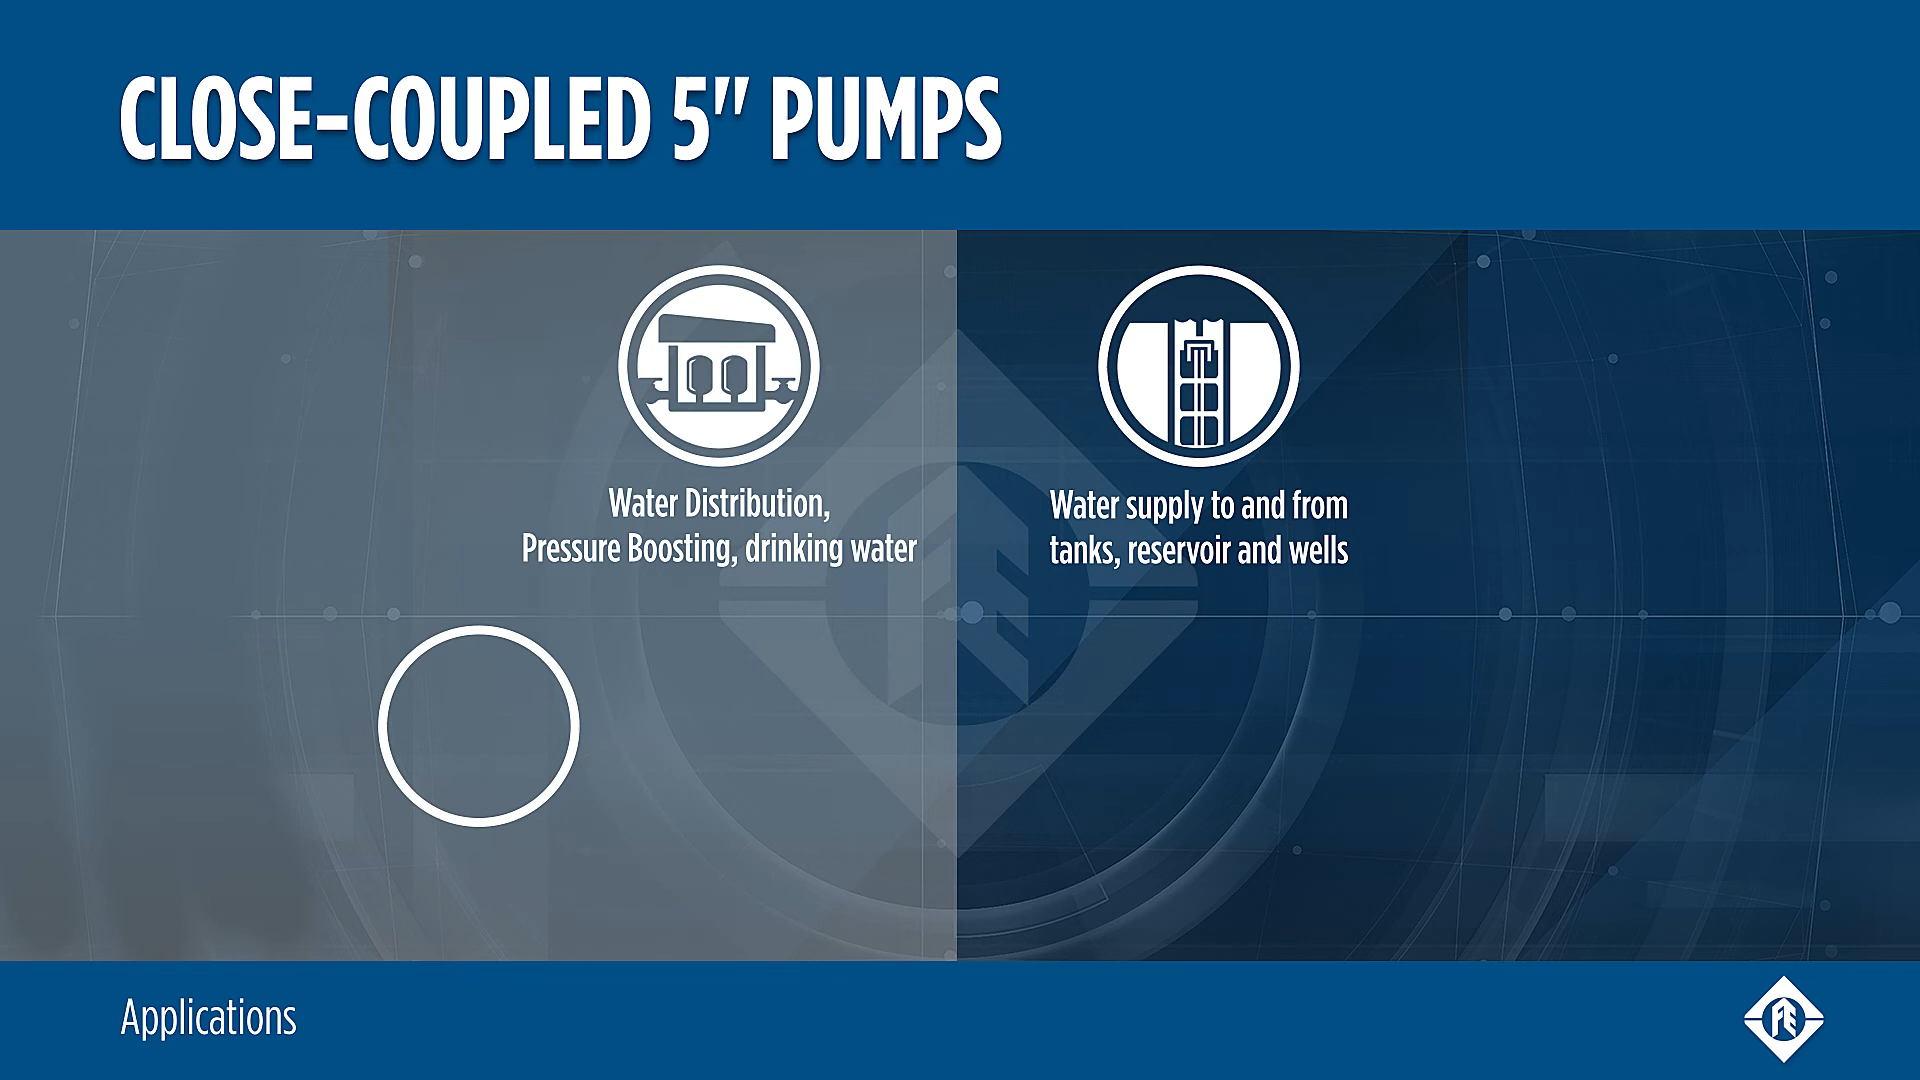 CLOSE-COUPLED 5" PUMPS
Water Distribution,
Pressure Boosting, drinking water
Water supply to and from
tanks, reservoir and wells
Applications
FE